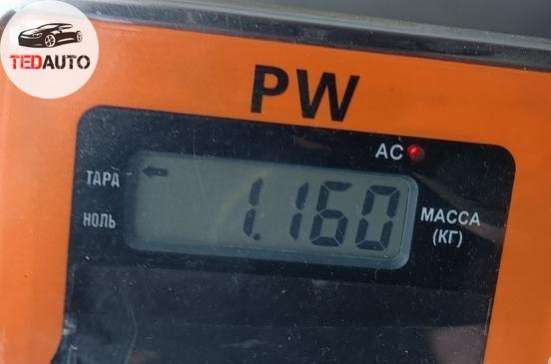 TEDAUTO
PW
AC
ТАРА
1.160
НОЛЬ
МАССА
(КГ)